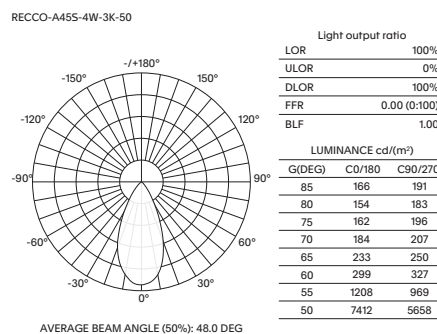 RECCO-A45S-4W-3K-50
-/+180°
-150° 150°
-120° 120°
-90° 90°
-60° 60°
-30° 30°
0°
AVERAGE BEAM ANGLE (50%): 48.0 DEG
Light output ratio
LOR 100%
ULOR 0%
DLOR 100%
FFR 0.00 (0:100)
BLF 1.00
LUMINANCE cd/(m²)
G(DEG) C0/180 C90/270
85 166 191
80 154 183
75 162 196
70 184 207
65 233 250
60 299 327
55 1208 969
50 7412 5658